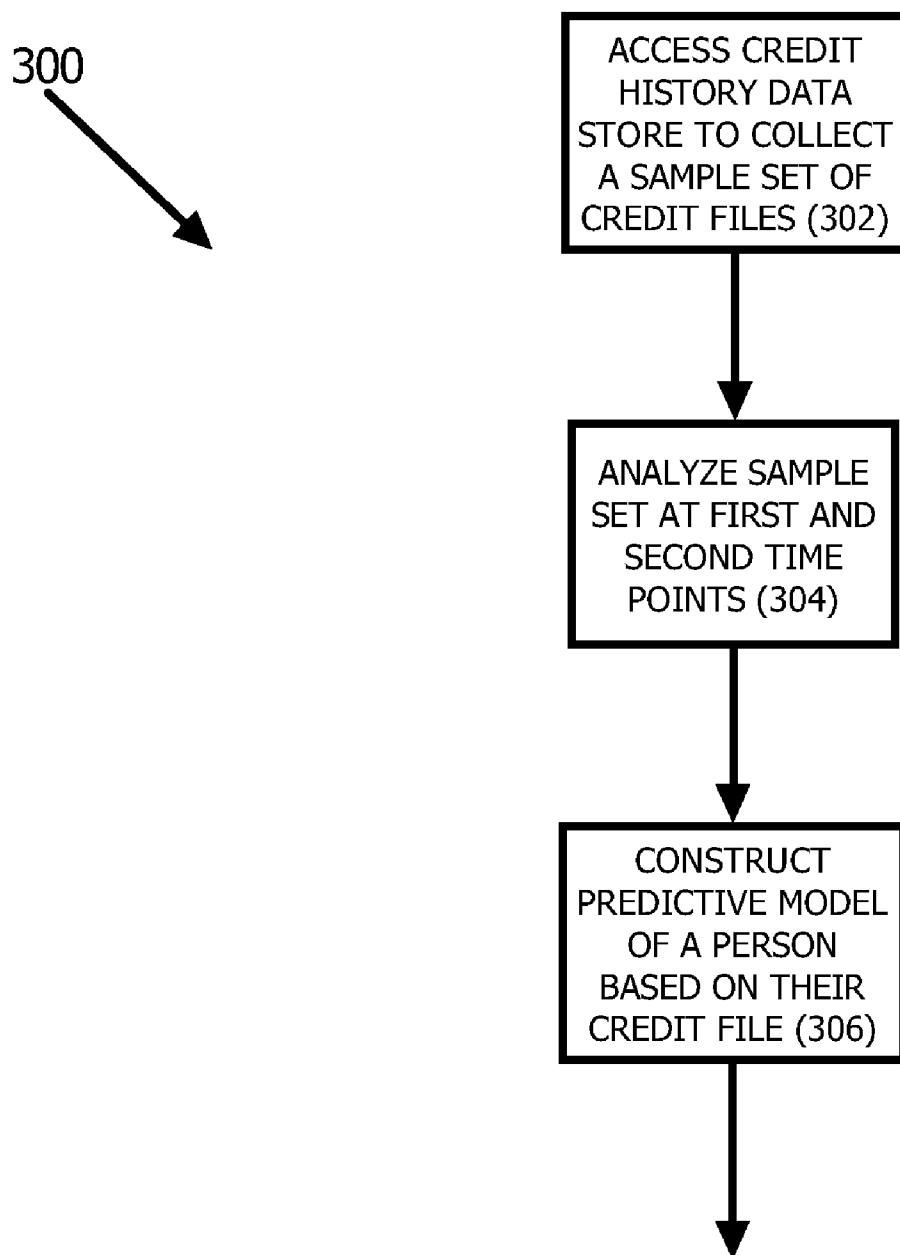 300
ACCESS CREDIT
HISTORY DATA
STORE TO COLLECT
A SAMPLE SET OF
CREDIT FILES (302)
ANALYZE SAMPLE
SET AT FIRST AND
SECOND TIME
POINTS (304)
CONSTRUCT
PREDICTIVE MODEL
OF A PERSON
BASED ON THEIR
CREDIT FILE (306)